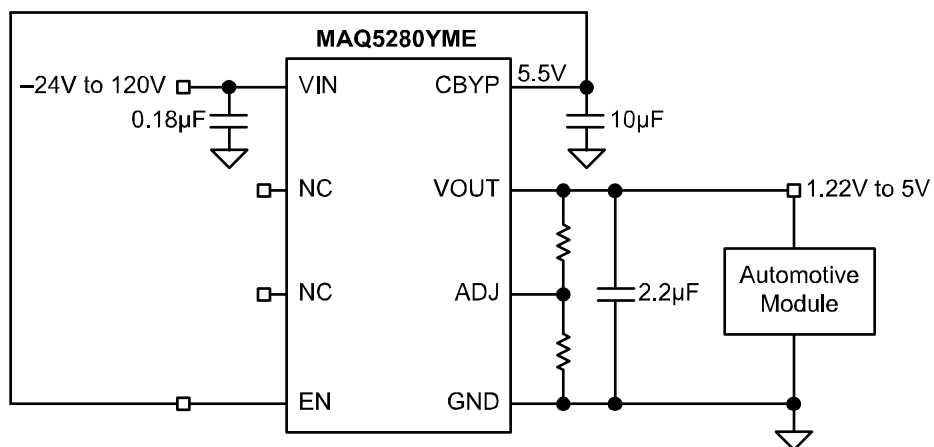 MAQ5280YME
–24V to 120V
VIN
CBYP
5.5V
0.18µF
10µF
NC
VOUT
1.22V to 5V
NC
ADJ
2.2µF
Automotive
Module
EN
GND